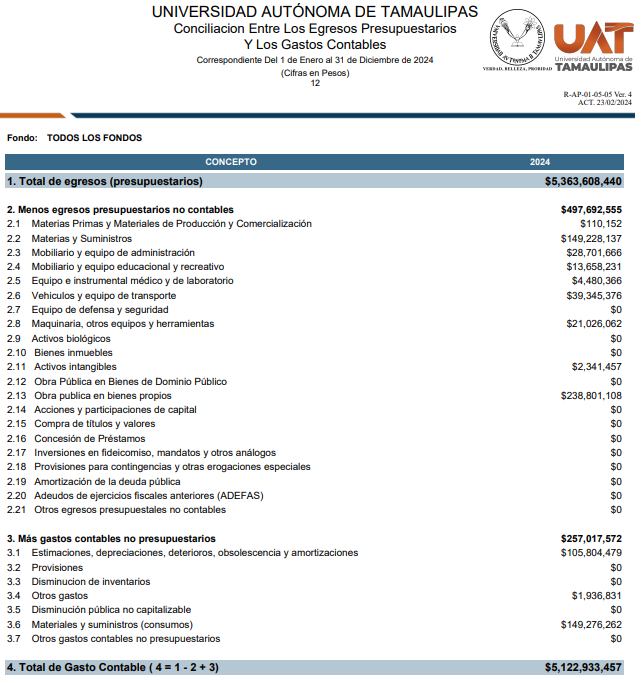 UNIVERSIDAD AUTÓNOMA DE TAMAULIPAS
Conciliacion Entre Los Egresos Presupuestarios
Y Los Gastos Contables
Correspondiente Del 1 de Enero al 31 de Diciembre de 2024
(Cifras en Pesos)
12
VERDAD, BELLEZA, PROBIDAD
UAT
Universidad Autónoma de
TAMAULIPAS
R-AP-01-05-05 Ver. 4
ACT. 23/02/2024
Fondo: TODOS LOS FONDOS
CONCEPTO 2024
1. Total de egresos (presupuestarios) $5,363,608,440
2. Menos egresos presupuestarios no contables $497,692,555
2.1 Materias Primas y Materiales de Producción y Comercialización $110,152
2.2 Materias y Suministros $149,228,137
2.3 Mobiliario y equipo de administración $28,701,666
2.4 Mobiliario y equipo educacional y recreativo $13,658,231
2.5 Equipo e instrumental médico y de laboratorio $4,480,366
2.6 Vehiculos y equipo de transporte $39,345,376
2.7 Equipo de defensa y seguridad $0
2.8 Maquinaria, otros equipos y herramientas $21,026,062
2.9 Activos biológicos $0
2.10 Bienes inmuebles $0
2.11 Activos intangibles $2,341,457
2.12 Obra Pública en Bienes de Dominio Público $0
2.13 Obra publica en bienes propios $238,801,108
2.14 Acciones y participaciones de capital $0
2.15 Compra de títulos y valores $0
2.16 Concesión de Préstamos $0
2.17 Inversiones en fideicomiso, mandatos y otros análogos $0
2.18 Provisiones para contingencias y otras erogaciones especiales $0
2.19 Amortización de la deuda pública $0
2.20 Adeudos de ejercicios fiscales anteriores (ADEFAS) $0
2.21 Otros egresos presupuestales no contables $0
3. Más gastos contables no presupuestarios $257,017,572
3.1 Estimaciones, depreciaciones, deterioros, obsolescencia y amortizaciones $105,804,479
3.2 Provisiones $0
3.3 Disminucion de inventarios $0
3.4 Otros gastos $1,936,831
3.5 Disminución pública no capitalizable $0
3.6 Materiales y suministros (consumos) $149,276,262
3.7 Otros gastos contables no presupuestarios $0
4. Total de Gasto Contable ( 4 = 1 - 2 + 3) $5,122,933,457